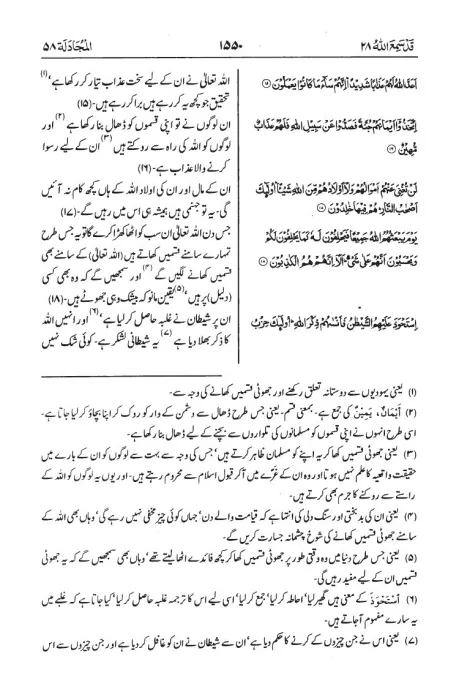 قد سمع الله ٢٨
١٥٥٠
المجادلة ٥٨
اَعَدَّ اللّٰهُ لَهُمْ عَذَابًا شَدِيْدًا ۭ اِنَّهُمْ سَآءَ مَا كَانُوْا يَعْمَلُوْنَ ⑮
اِتَّخَذُوْٓا اَيْمَانَهُمْ جُنَّةً فَصَدُّوْا عَنْ سَبِيْلِ اللّٰهِ فَلَهُمْ عَذَابٌ
مُّهِيْنٌ ⑯
لَنْ تُغْنِيَ عَنْهُمْ اَمْوَالُهُمْ وَلَآ اَوْلَادُهُمْ مِّنَ اللّٰهِ شَيْـًٔا ۭ اُولٰۗىِٕكَ
اَصْحٰبُ النَّارِ ۭ هُمْ فِيْهَا خٰلِدُوْنَ ⑰
يَوْمَ يَبْعَثُهُمُ اللّٰهُ جَمِيْعًا فَيَحْلِفُوْنَ لَهٗ كَمَا يَحْلِفُوْنَ لَكُمْ
وَيَحْسَبُوْنَ اَنَّهُمْ عَلٰي شَيْءٍ ۭ اَلَآ اِنَّهُمْ هُمُ الْكٰذِبُوْنَ ⑱
اِسْتَحْوَذَ عَلَيْهِمُ الشَّيْطٰنُ فَاَنْسٰىهُمْ ذِكْرَ اللّٰهِ ۭ اُولٰۗىِٕكَ حِزْبُ
اللہ تعالیٰ نے ان کے لیے سخت عذاب تیار کر رکھا ہے، (۱)
تحقیق جو کچھ یہ کر رہے ہیں برا کر رہے ہیں۔ (۱۵)
ان لوگوں نے تو اپنی قسموں کو ڈھال بنا رکھا ہے (۲) اور
لوگوں کو اللہ کی راہ سے روکتے ہیں (۳) ان کے لیے رسوا
کرنے والا عذاب ہے۔ (۱۶)
ان کے مال اور ان کی اولاد اللہ کے ہاں کچھ کام نہ آئیں
گی۔ یہ تو جہنمی ہیں ہمیشہ ہی اس میں رہیں گے۔ (۱۷)
جس دن اللہ تعالیٰ ان سب کو اٹھا کھڑا کرے گا تو یہ جس طرح
تمہارے سامنے قسمیں کھاتے ہیں (اللہ تعالیٰ) کے سامنے بھی
قسمیں کھانے لگیں گے (۴) اور سمجھیں گے کہ وہ بھی کسی
(دلیل) پر ہیں، (۵) یقین مانو کہ بیشک وہی جھوٹے ہیں۔ (۱۸)
ان پر شیطان نے غلبہ حاصل کر لیا ہے، (۶) اور انہیں اللہ
کا ذکر بھلا دیا ہے (۷) یہ شیطانی لشکر ہے۔ کوئی شک نہیں
(۱) یعنی یہودیوں سے دوستانہ تعلق رکھنے اور جھوٹی قسمیں کھانے کی وجہ سے۔
(۲) أَيْمَانٌ، يَمِيْنٌ کی جمع ہے۔ بمعنی قسم۔ یعنی جس طرح ڈھال سے دشمن کے وار کو روک کر اپنا بچاؤ کر لیا جاتا ہے۔
اسی طرح انہوں نے اپنی قسموں کو مسلمانوں کی تلواروں سے بچنے کے لیے ڈھال بنا رکھا ہے۔
(۳) یعنی جھوٹی قسمیں کھا کر یہ اپنے کو مسلمان ظاہر کرتے ہیں، جس کی وجہ سے بہت سے لوگوں کو ان کے بارے میں
حقیقت واقعیہ کا علم نہیں ہوتا اور وہ ان کے غرّے میں آکر قبول اسلام سے محروم رہتے ہیں۔ اور یوں یہ لوگوں کو اللہ کے
راستے سے روکنے کا جرم بھی کرتے ہیں۔
(۴) یعنی ان کی بدبختی اور سنگ دلی کی انتہا ہے کہ قیامت والے دن، جہاں کوئی چیز مخفی نہیں رہے گی، وہاں بھی اللہ کے
سامنے جھوٹی قسمیں کھانے کی شوخ چشمانہ جسارت کریں گے۔
(۵) یعنی جس طرح دنیا میں وہ وقتی طور پر جھوٹی قسمیں کھا کر کچھ فائدے اٹھا لیتے تھے، وہاں بھی سمجھیں گے کہ یہ جھوٹی
قسمیں ان کے لیے مفید رہیں گی۔
(۶) اسْتَحْوَذَ کے معنی ہیں گھیر لیا، احاطہ کر لیا، جمع کر لیا، اسی لیے اس کا ترجمہ غلبہ حاصل کر لیا، کیا جاتا ہے کہ غلبے میں
یہ سارے مفہوم آجاتے ہیں۔
(۷) یعنی اس نے جن چیزوں کے کرنے کا حکم دیا ہے، ان سے شیطان نے ان کو غافل کر دیا ہے اور جن چیزوں سے اس